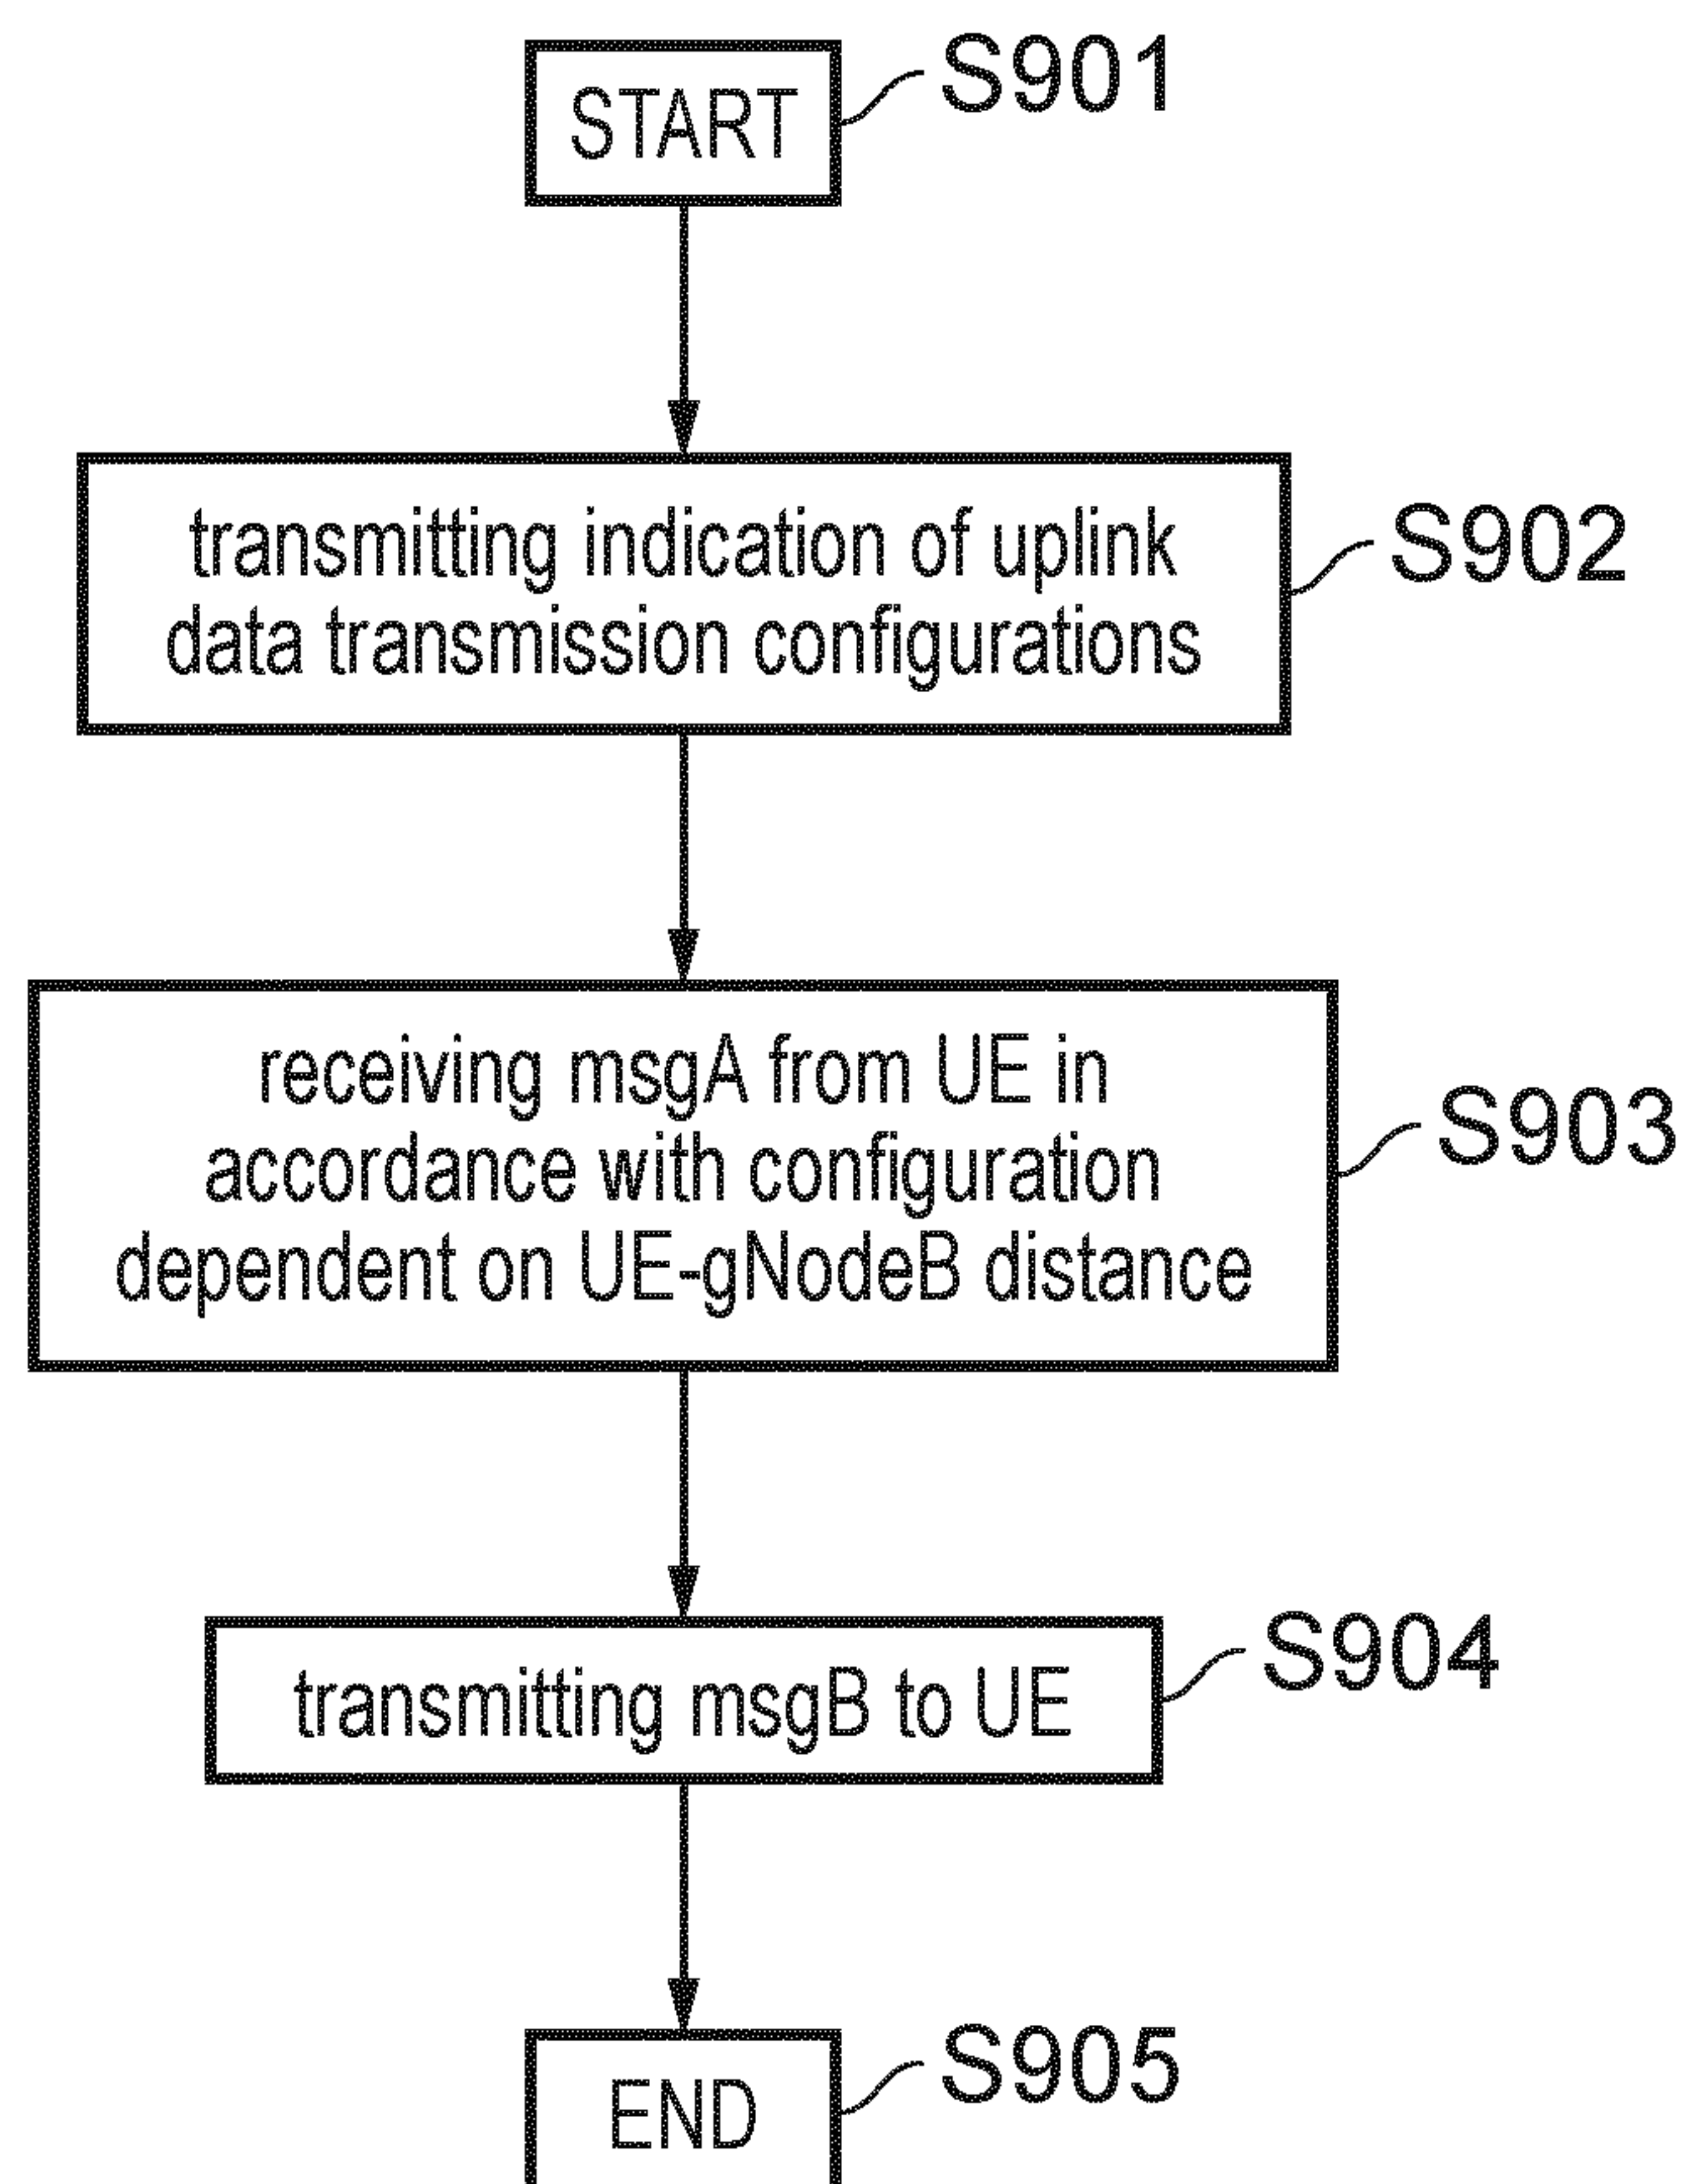 START
S901
transmitting indication of uplink
data transmission configurations
S902
receiving msgA from UE in
accordance with configuration
dependent on UE-gNodeB distance
S903
transmitting msgB to UE
S904
END
S905